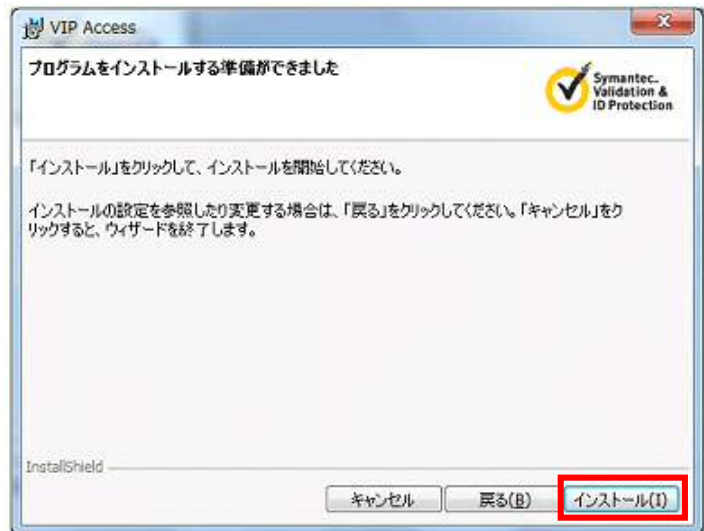 VIP Access
プログラムをインストールする準備ができました
Symantec.
Validation &
ID Protection
「インストール」をクリックして、インストールを開始してください。
インストールの設定を参照したり変更する場合は、「戻る」をクリックしてください。「キャンセル」をク
リックすると、ウィザードを終了します。
InstallShield
キャンセル 戻る(B) インストール(I)